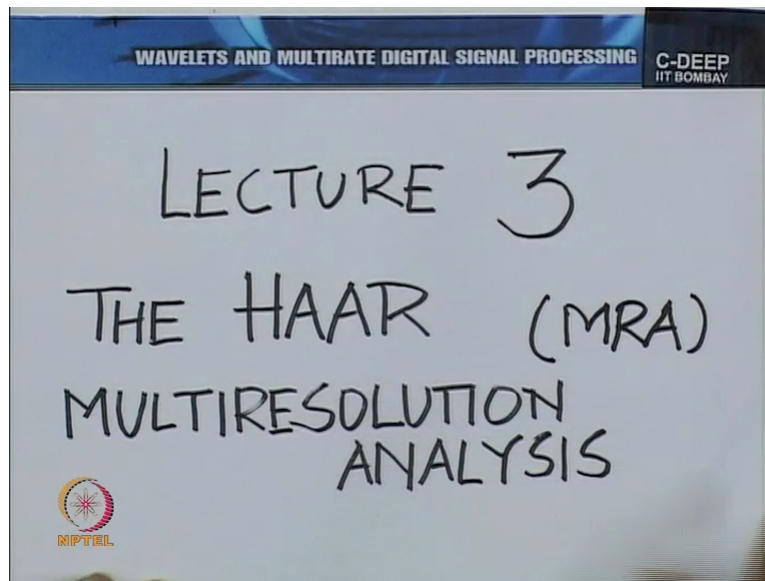 WAVELETS AND MULTIRATE DIGITAL SIGNAL PROCESSING
C-DEEP
IIT BOMBAY
LECTURE 3
THE HAAR (MRA)
MULTIRESOLUTION
ANALYSIS
NPTEL